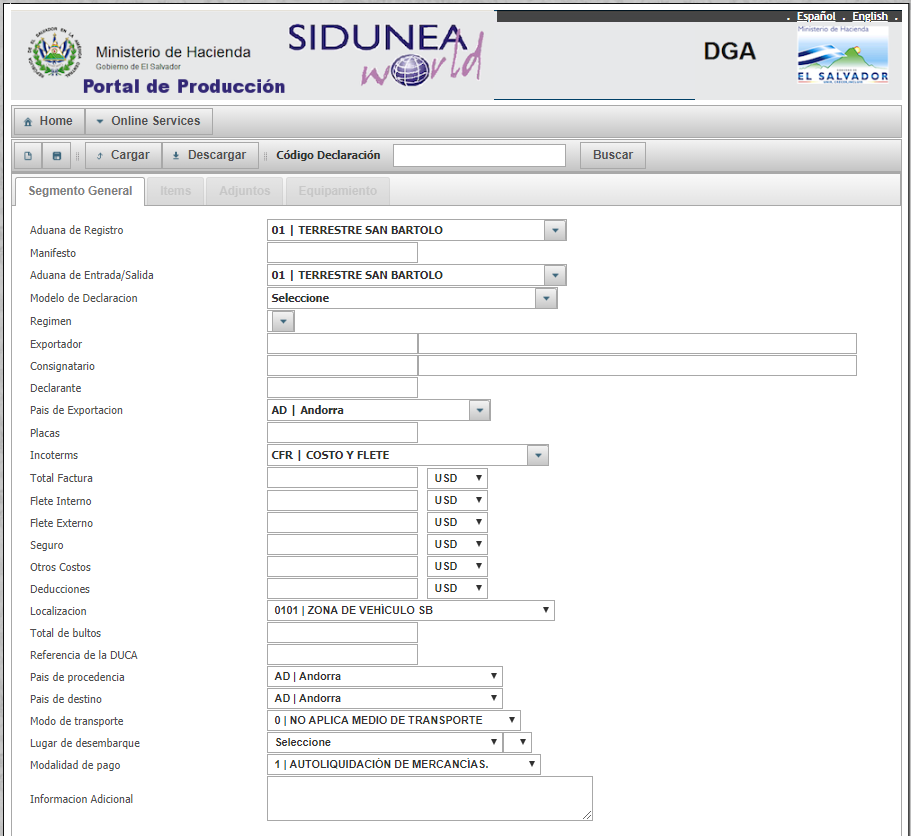 . Español . English .
Ministerio de Hacienda
Gobierno de El Salvador
Portal de Producción
SIDUNEA
world
DGA
Ministerio de Hacienda
EL SALVADOR
Home Online Services
Cargar Descargar Código Declaración Buscar
Segmento General Items Adjuntos Equipamiento
Aduana de Registro 01 | TERRESTRE SAN BARTOLO
Manifesto
Aduana de Entrada/Salida 01 | TERRESTRE SAN BARTOLO
Modelo de Declaracion Seleccione
Regimen
Exportador
Consignatario
Declarante
Pais de Exportacion AD | Andorra
Placas
Incoterms CFR | COSTO Y FLETE
Total Factura USD
Flete Interno USD
Flete Externo USD
Seguro USD
Otros Costos USD
Deducciones USD
Localizacion 0101 | ZONA DE VEHÍCULO SB
Total de bultos
Referencia de la DUCA
Pais de procedencia AD | Andorra
Pais de destino AD | Andorra
Modo de transporte 0 | NO APLICA MEDIO DE TRANSPORTE
Lugar de desembarque Seleccione
Modalidad de pago 1 | AUTOLIQUIDACIÓN DE MERCANCÍAS.
Informacion Adicional